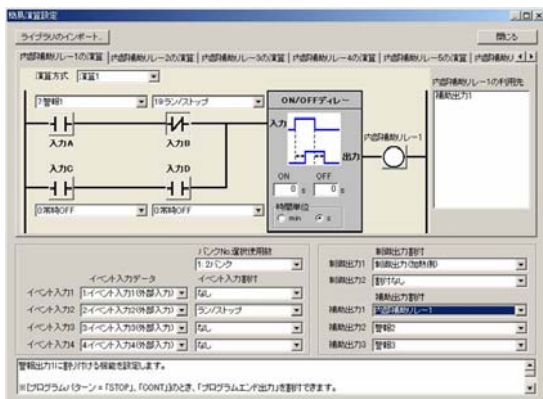 簡易演算設定
ライブラリのインポート...
閉じる
内部補助リレー1の演算
内部補助リレー2の演算
内部補助リレー3の演算
内部補助リレー4の演算
内部補助リレー5の演算
内部補助リ
演算方式
演算1
内部補助リレー1の利用先
補助出力1
7:警報1
19:ラン/ストップ
入力A
入力B
入力C
入力D
0:常時OFF
0:常時OFF
ON/OFFディレー
入力
出力
ON
OFF
0 s
0 s
時間単位
min
s
内部補助リレー1
バンクNo.選択使用数
1: 2バンク
イベント入力データ
イベント入力割付
イベント入力1
1:イベント入力1(外部入力)
なし
イベント入力2
2:イベント入力2(外部入力)
ラン/ストップ
イベント入力3
3:イベント入力3(外部入力)
なし
イベント入力4
4:イベント入力4(外部入力)
なし
制御出力割付
制御出力1
制御出力(加熱側)
制御出力2
割付なし
補助出力割付
補助出力1
内部補助リレー1
補助出力2
警報2
補助出力3
警報3
警報出力1に割り付ける機能を設定します。
※[プログラムパターン = 「STOP」、「CONT」]のとき、「プログラムエンド出力」を割付できます。